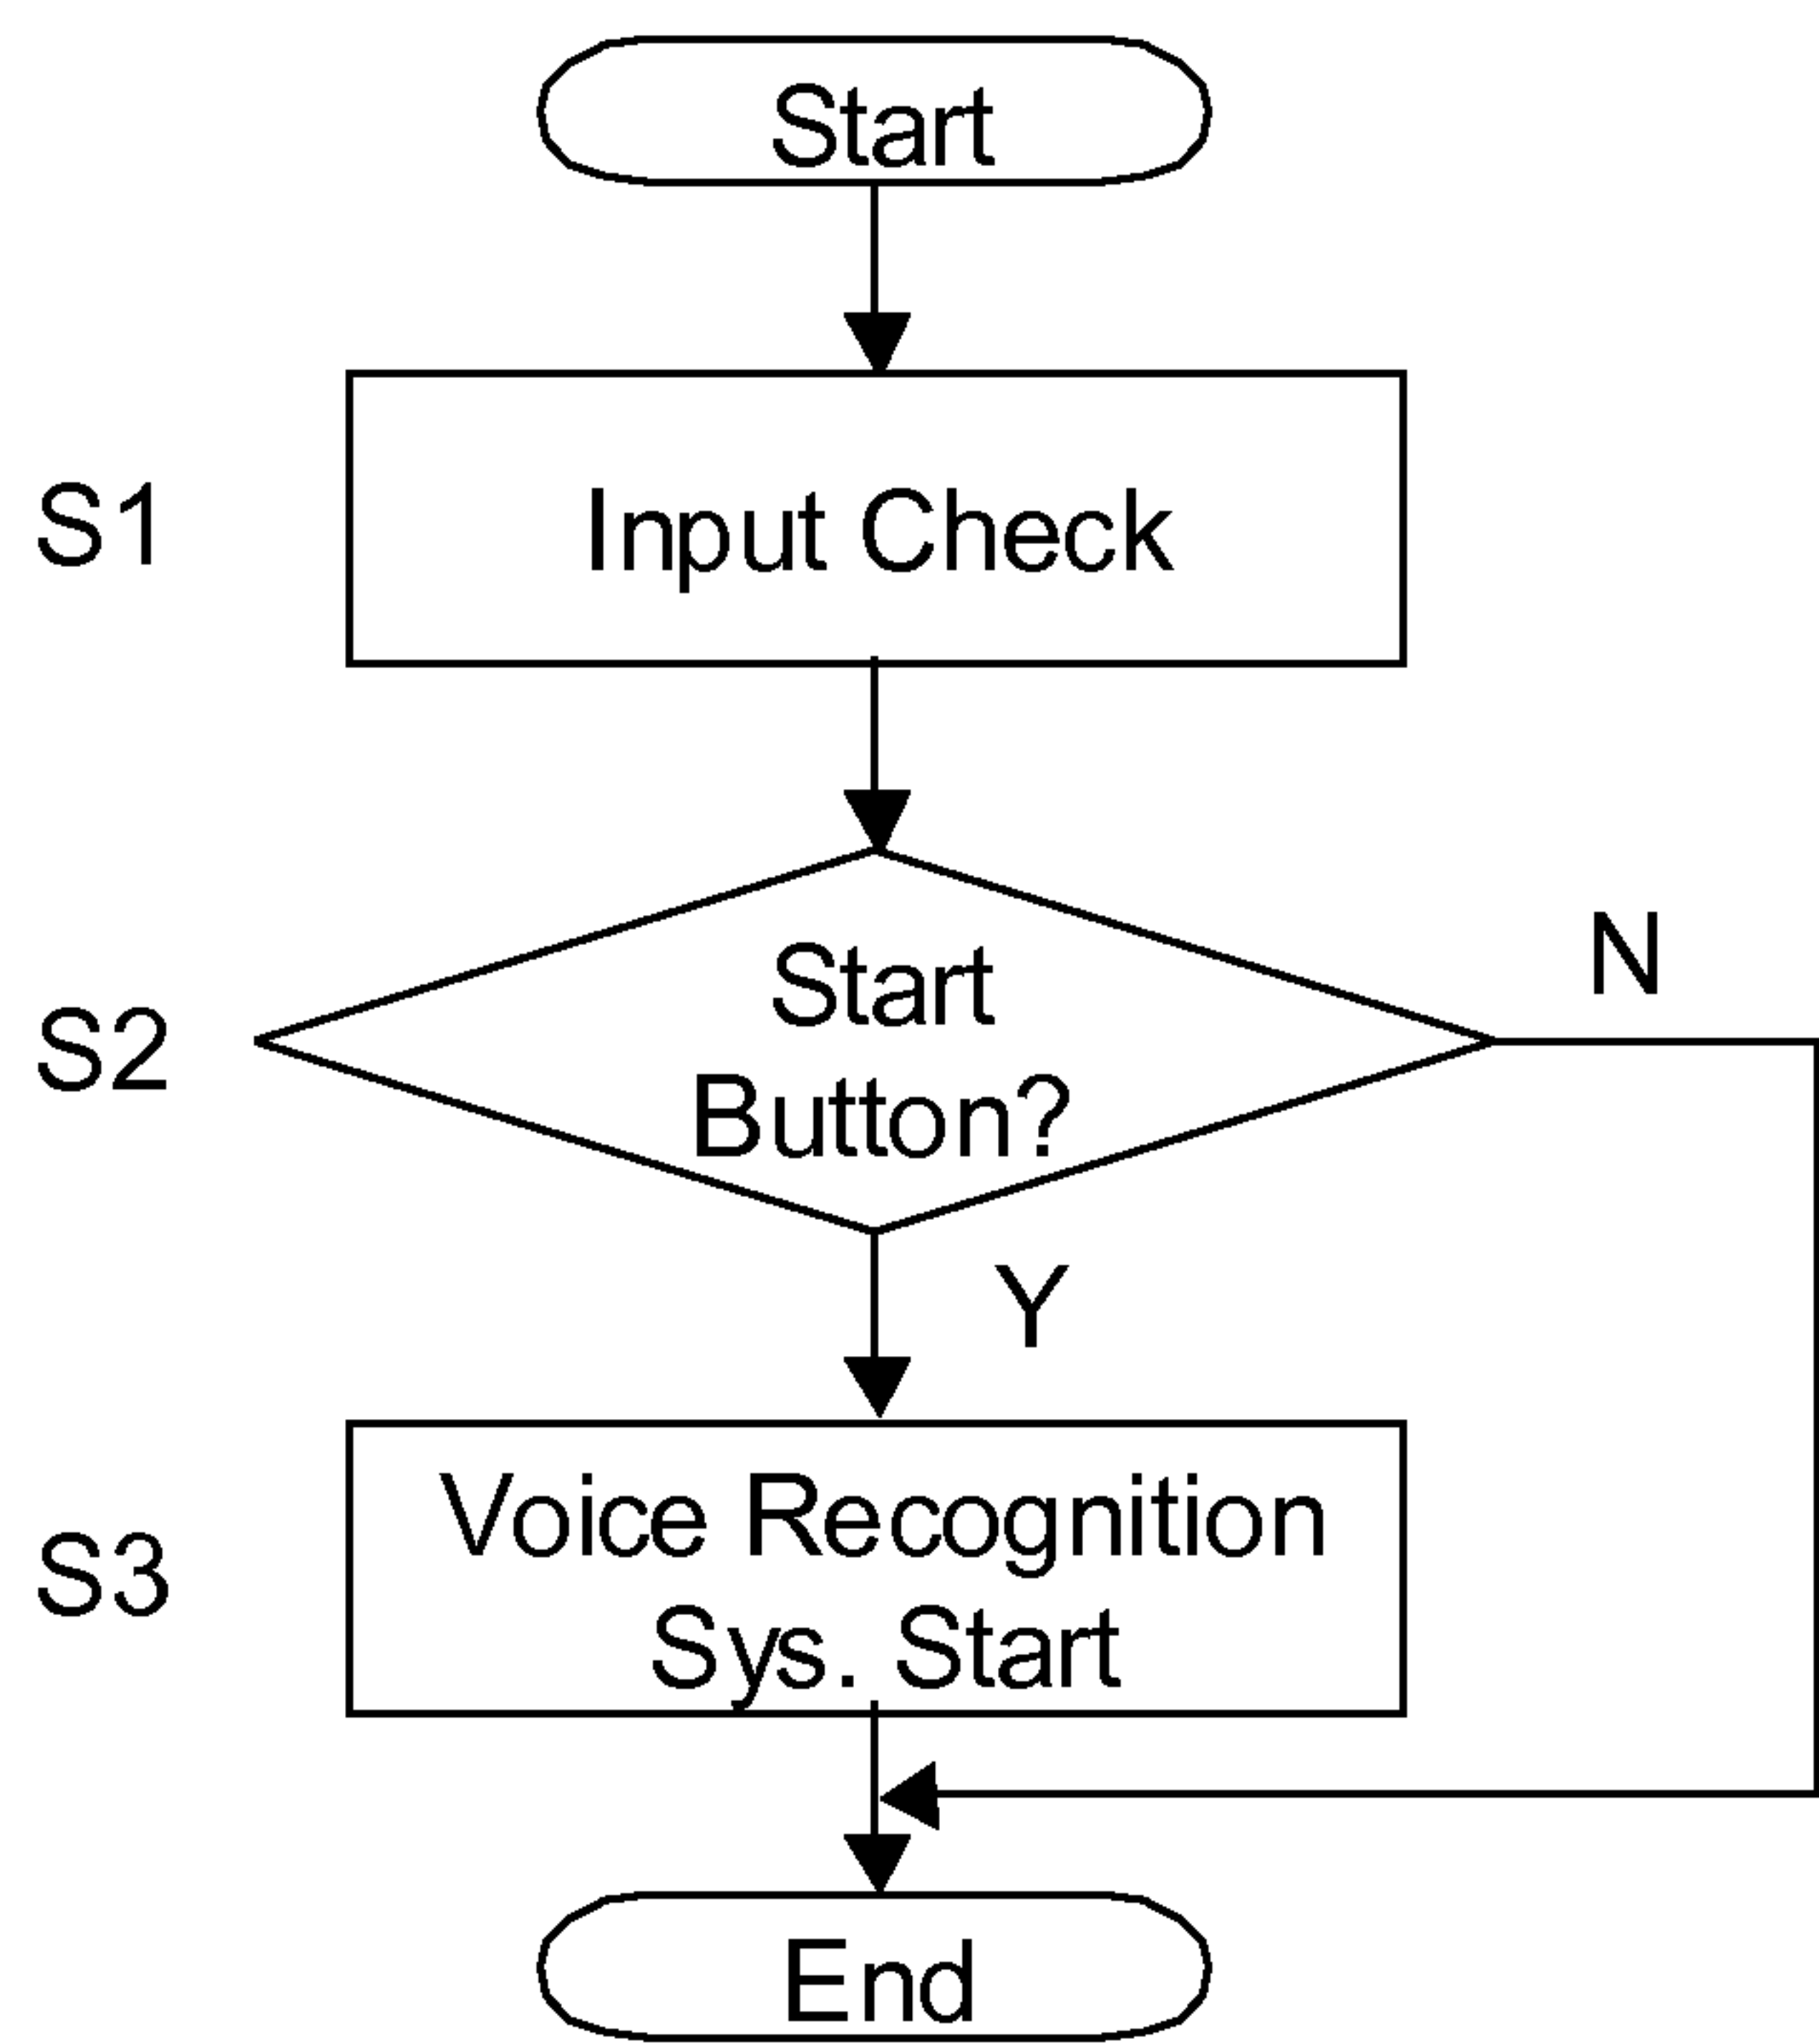 Start
S1
Input Check
Start
Button?
N
S2
Y
Voice Recognition
Sys. Start
S3
End